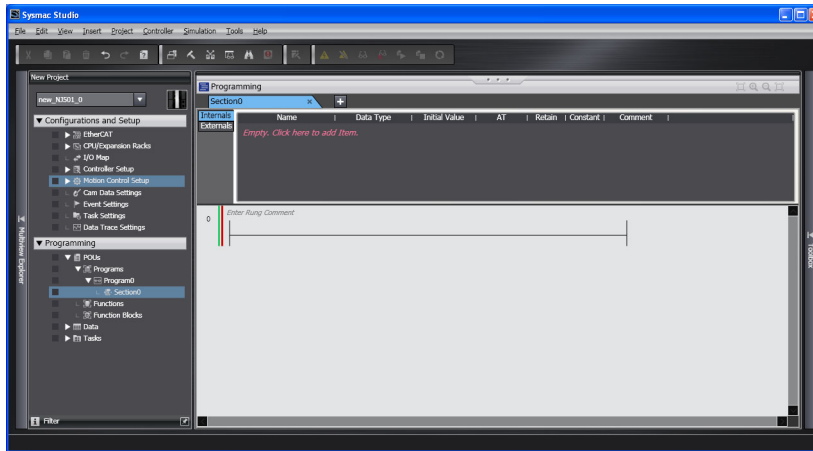 Sysmac Studio
File Edit View Insert Project Controller Simulation Tools Help
New Project
new_NJ501_0
Configurations and Setup
EtherCAT
CPU/Expansion Racks
I/O Map
Controller Setup
Motion Control Setup
Cam Data Settings
Event Settings
Task Settings
Data Trace Settings
Programming
POUs
Programs
Program0
Section0
Functions
Function Blocks
Data
Tasks
Filter
Multiview Explorer
Programming
Section0
Internals
Externals
Name | Data Type | Initial Value | AT | Retain | Constant | Comment |
Empty. Click here to add Item.
0
Enter Rung Comment
Toolbox